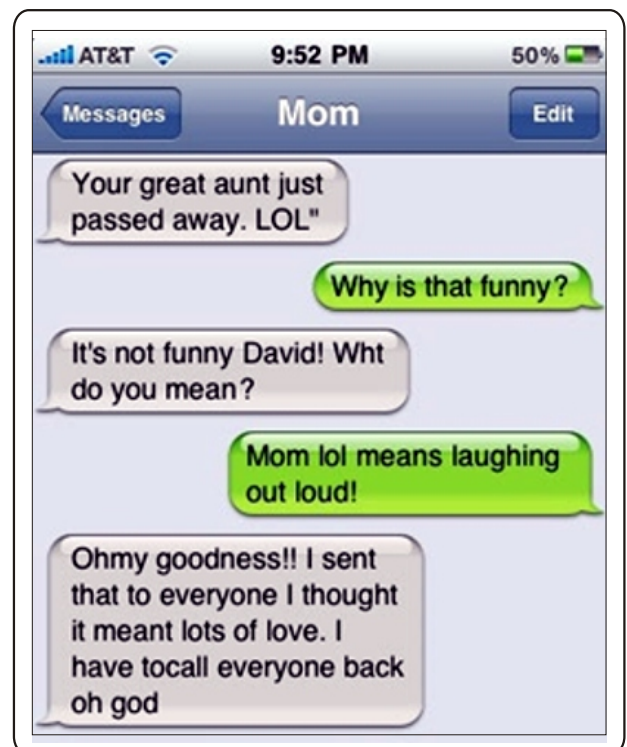 AT&T 9:52 PM 50%
Messages Mom Edit
Your great aunt just
passed away. LOL"
Why is that funny?
It's not funny David! Wht
do you mean?
Mom lol means laughing
out loud!
Ohmy goodness!! I sent
that to everyone I thought
it meant lots of love. I
have tocall everyone back
oh god